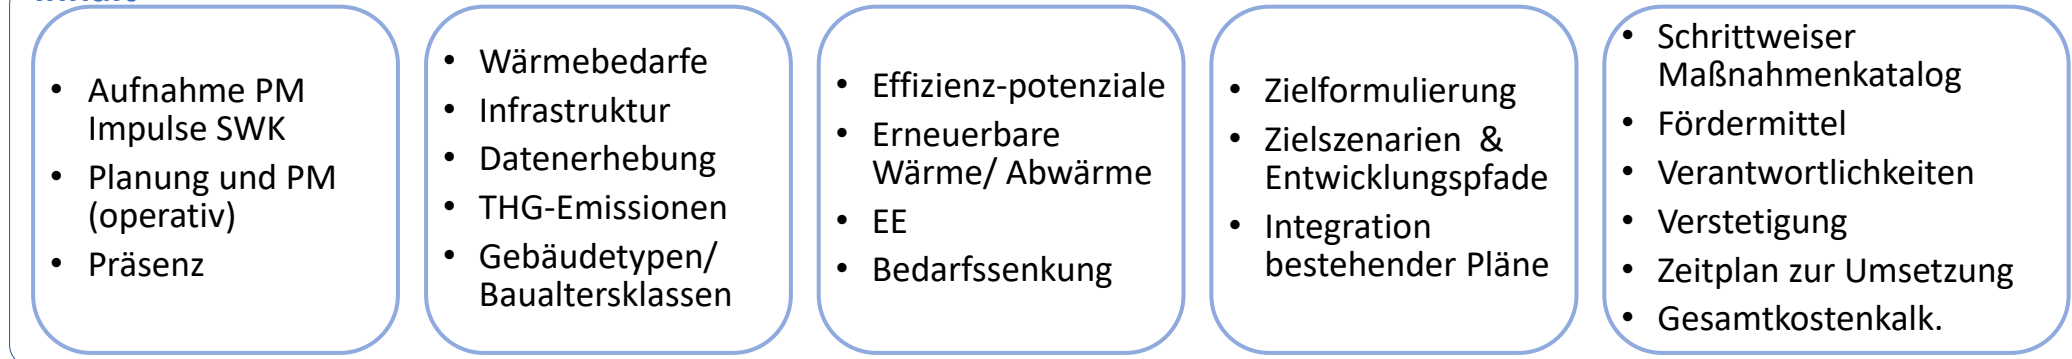 • Aufnahme PM
Impulse SWK
• Planung und PM
(operativ)
• Präsenz
• Wärmebedarfe
• Infrastruktur
• Datenerhebung
• THG-Emissionen
• Gebäudetypen/
Baualtersklassen
• Effizienz-potenziale
• Erneuerbare
Wärme/ Abwärme
• EE
• Bedarfssenkung
• Zielformulierung
• Zielszenarien &
Entwicklungspfade
• Integration
bestehender Pläne
• Schrittweiser
Maßnahmenkatalog
• Fördermittel
• Verantwortlichkeiten
• Verstetigung
• Zeitplan zur Umsetzung
• Gesamtkostenkalk.